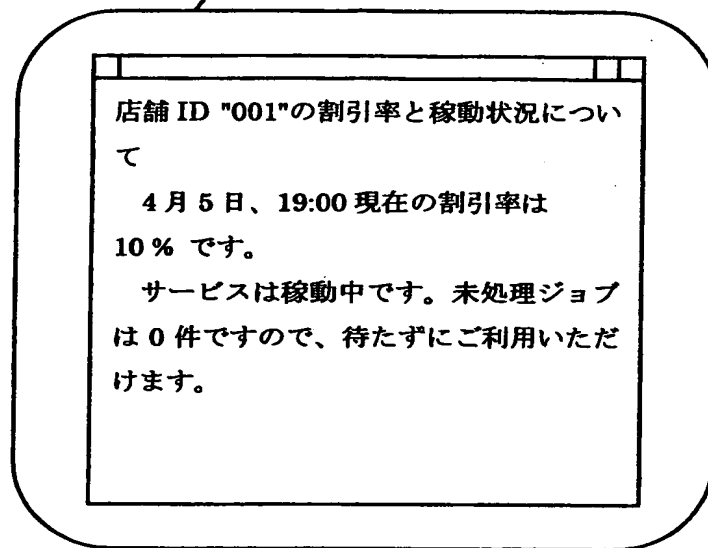 店舗 ID "001"の割引率と稼動状況につい
て
4 月 5 日、19:00 現在の割引率は
10 % です。
サービスは稼動中です。未処理ジョブ
は 0 件ですので、待たずにご利用いただ
けます。